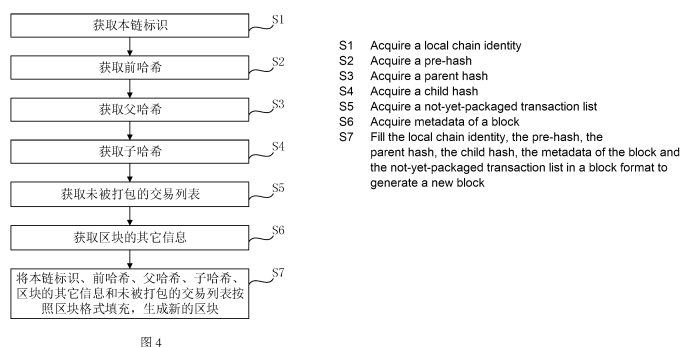 获取本链标识
S1
获取前哈希
S2
获取父哈希
S3
获取子哈希
S4
获取未被打包的交易列表
S5
获取区块的其它信息
S6
将本链标识、前哈希、父哈希、子哈希、
区块的其它信息和未被打包的交易列表按
照区块格式填充，生成新的区块
S7
图4
S1 Acquire a local chain identity
S2 Acquire a pre-hash
S3 Acquire a parent hash
S4 Acquire a child hash
S5 Acquire a not-yet-packaged transaction list
S6 Acquire metadata of a block
S7 Fill the local chain identity, the pre-hash, the
parent hash, the child hash, the metadata of the block and
the not-yet-packaged transaction list in a block format to
generate a new block